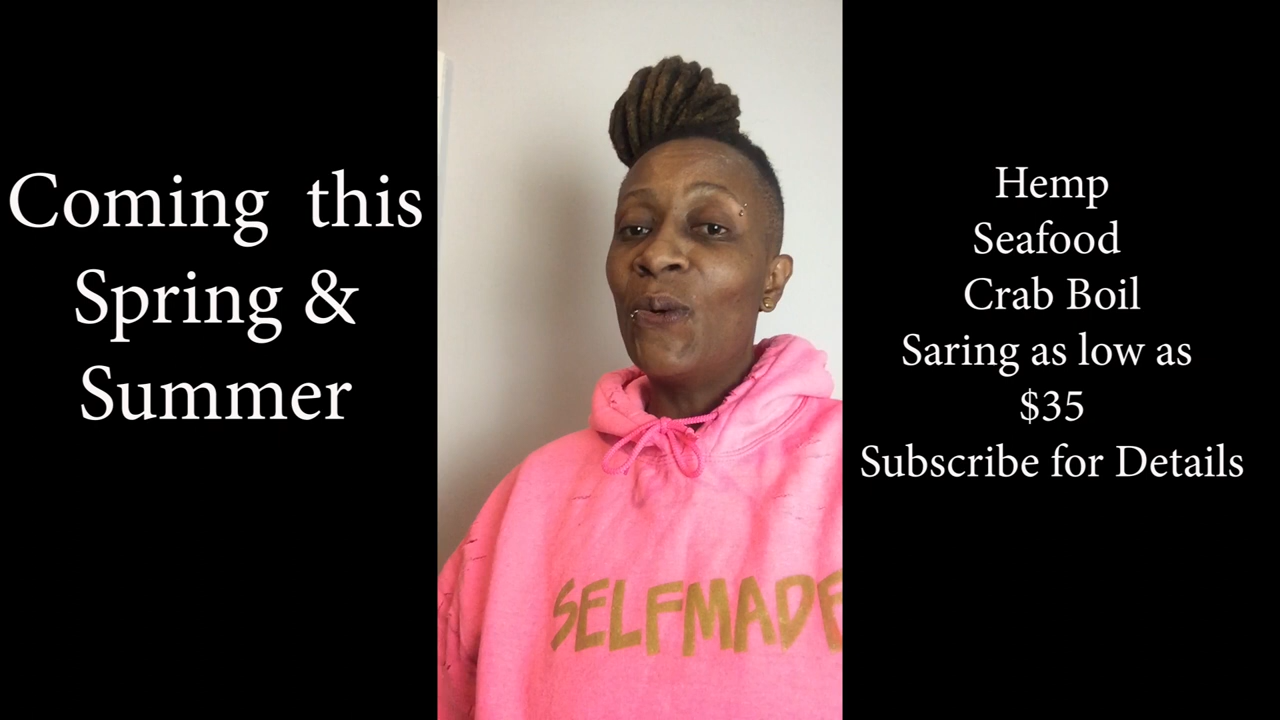 Coming this
Spring &
Summer
SELFMADE
Hemp
Seafood
Crab Boil
Saring as low as
$35
Subscribe for Details